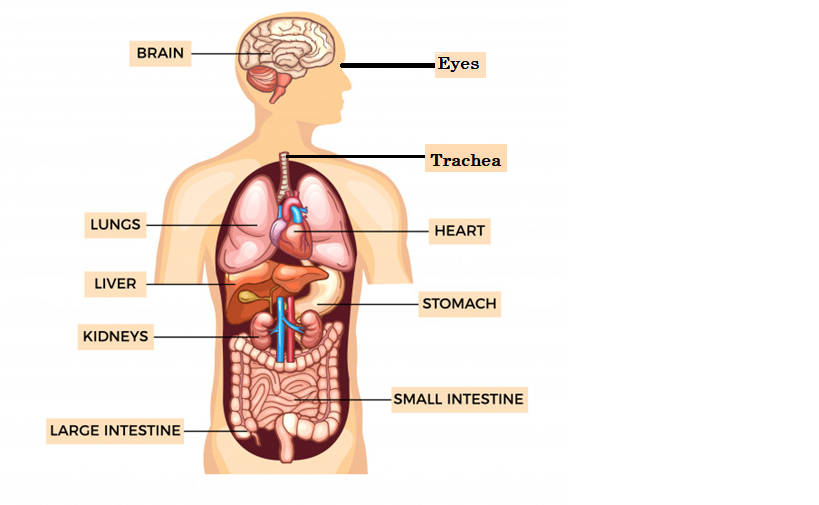 BRAIN
Eyes
Trachea
LUNGS
HEART
LIVER
STOMACH
KIDNEYS
SMALL INTESTINE
LARGE INTESTINE